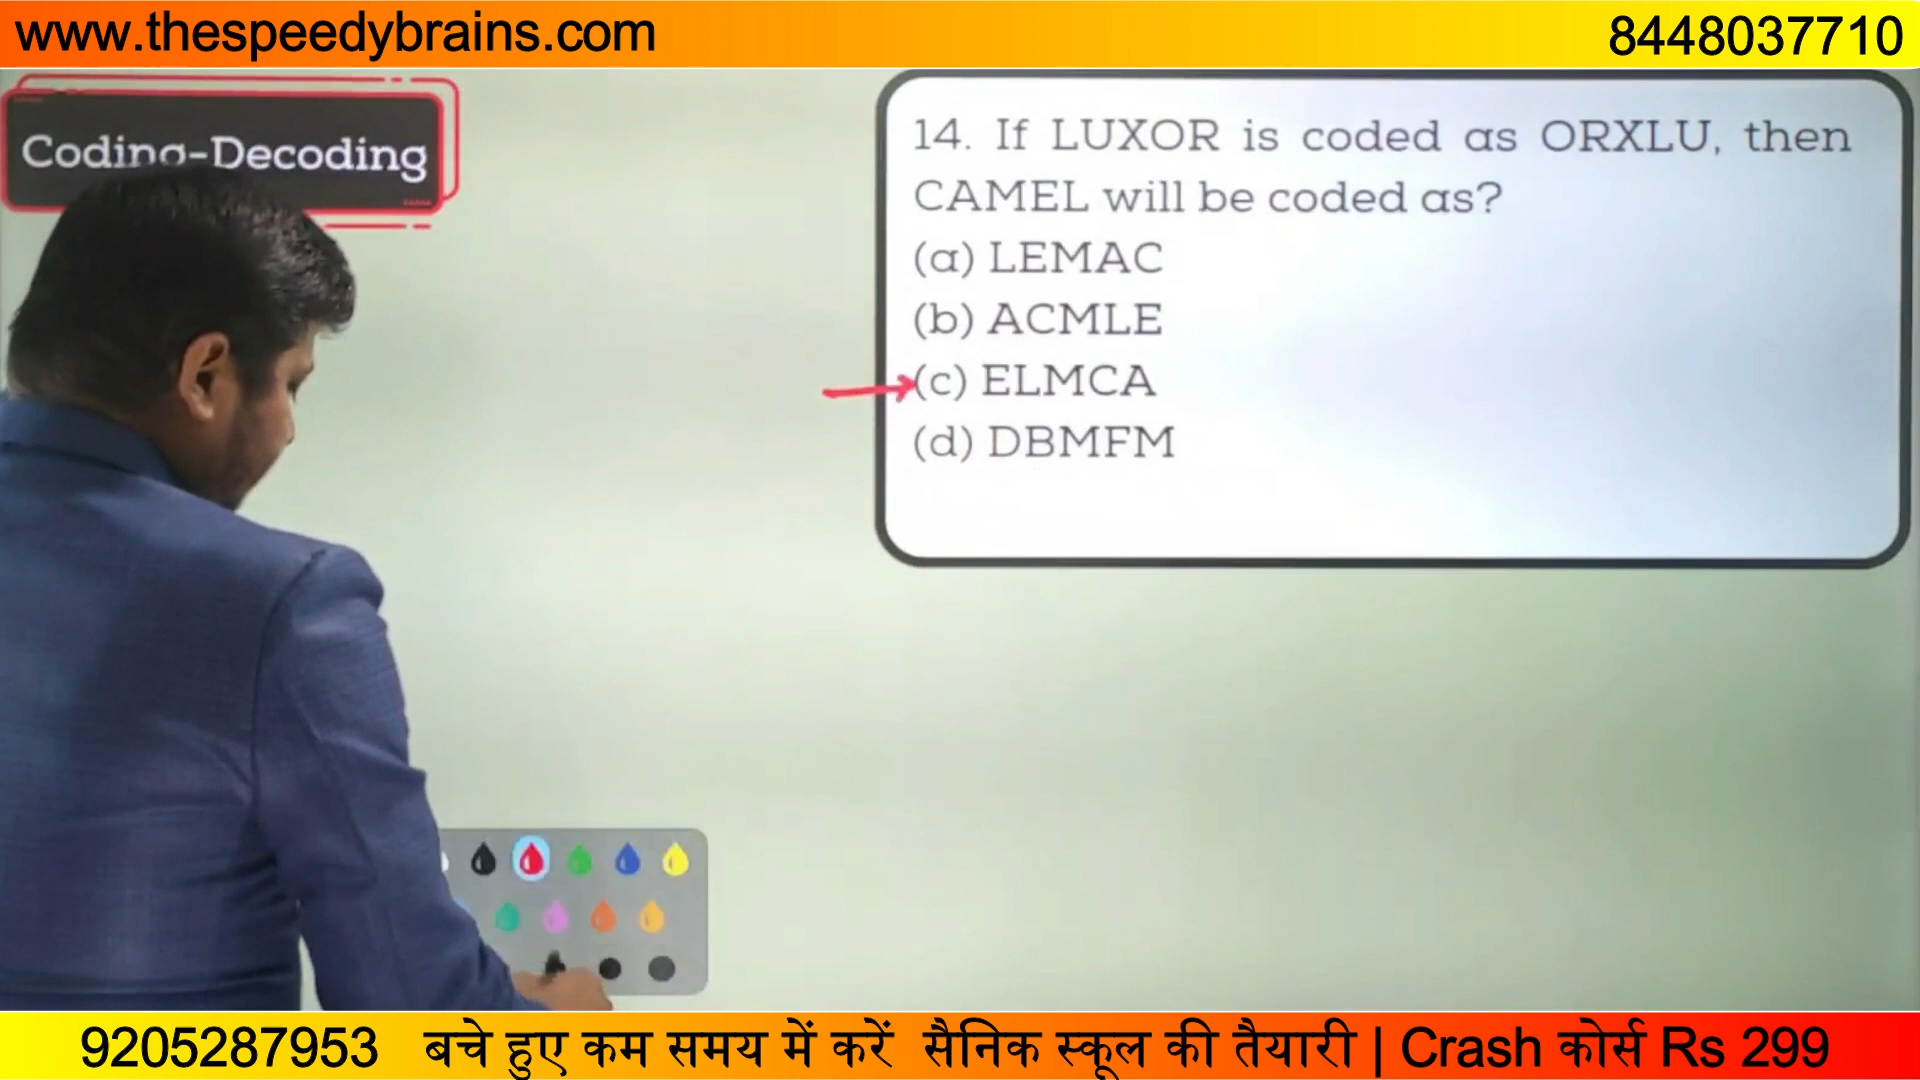 www.thespeedybrains.com
8448037710
Coding-Decoding
14. If LUXOR is coded as ORXLU, then
CAMEL will be coded as?
(a) LEMAC
(b) ACMLE
(c) ELMCA
(d) DBMFM
9205287953 बचे हुए कम समय में करें सैनिक स्कूल की तैयारी | Crash कोर्स Rs 299